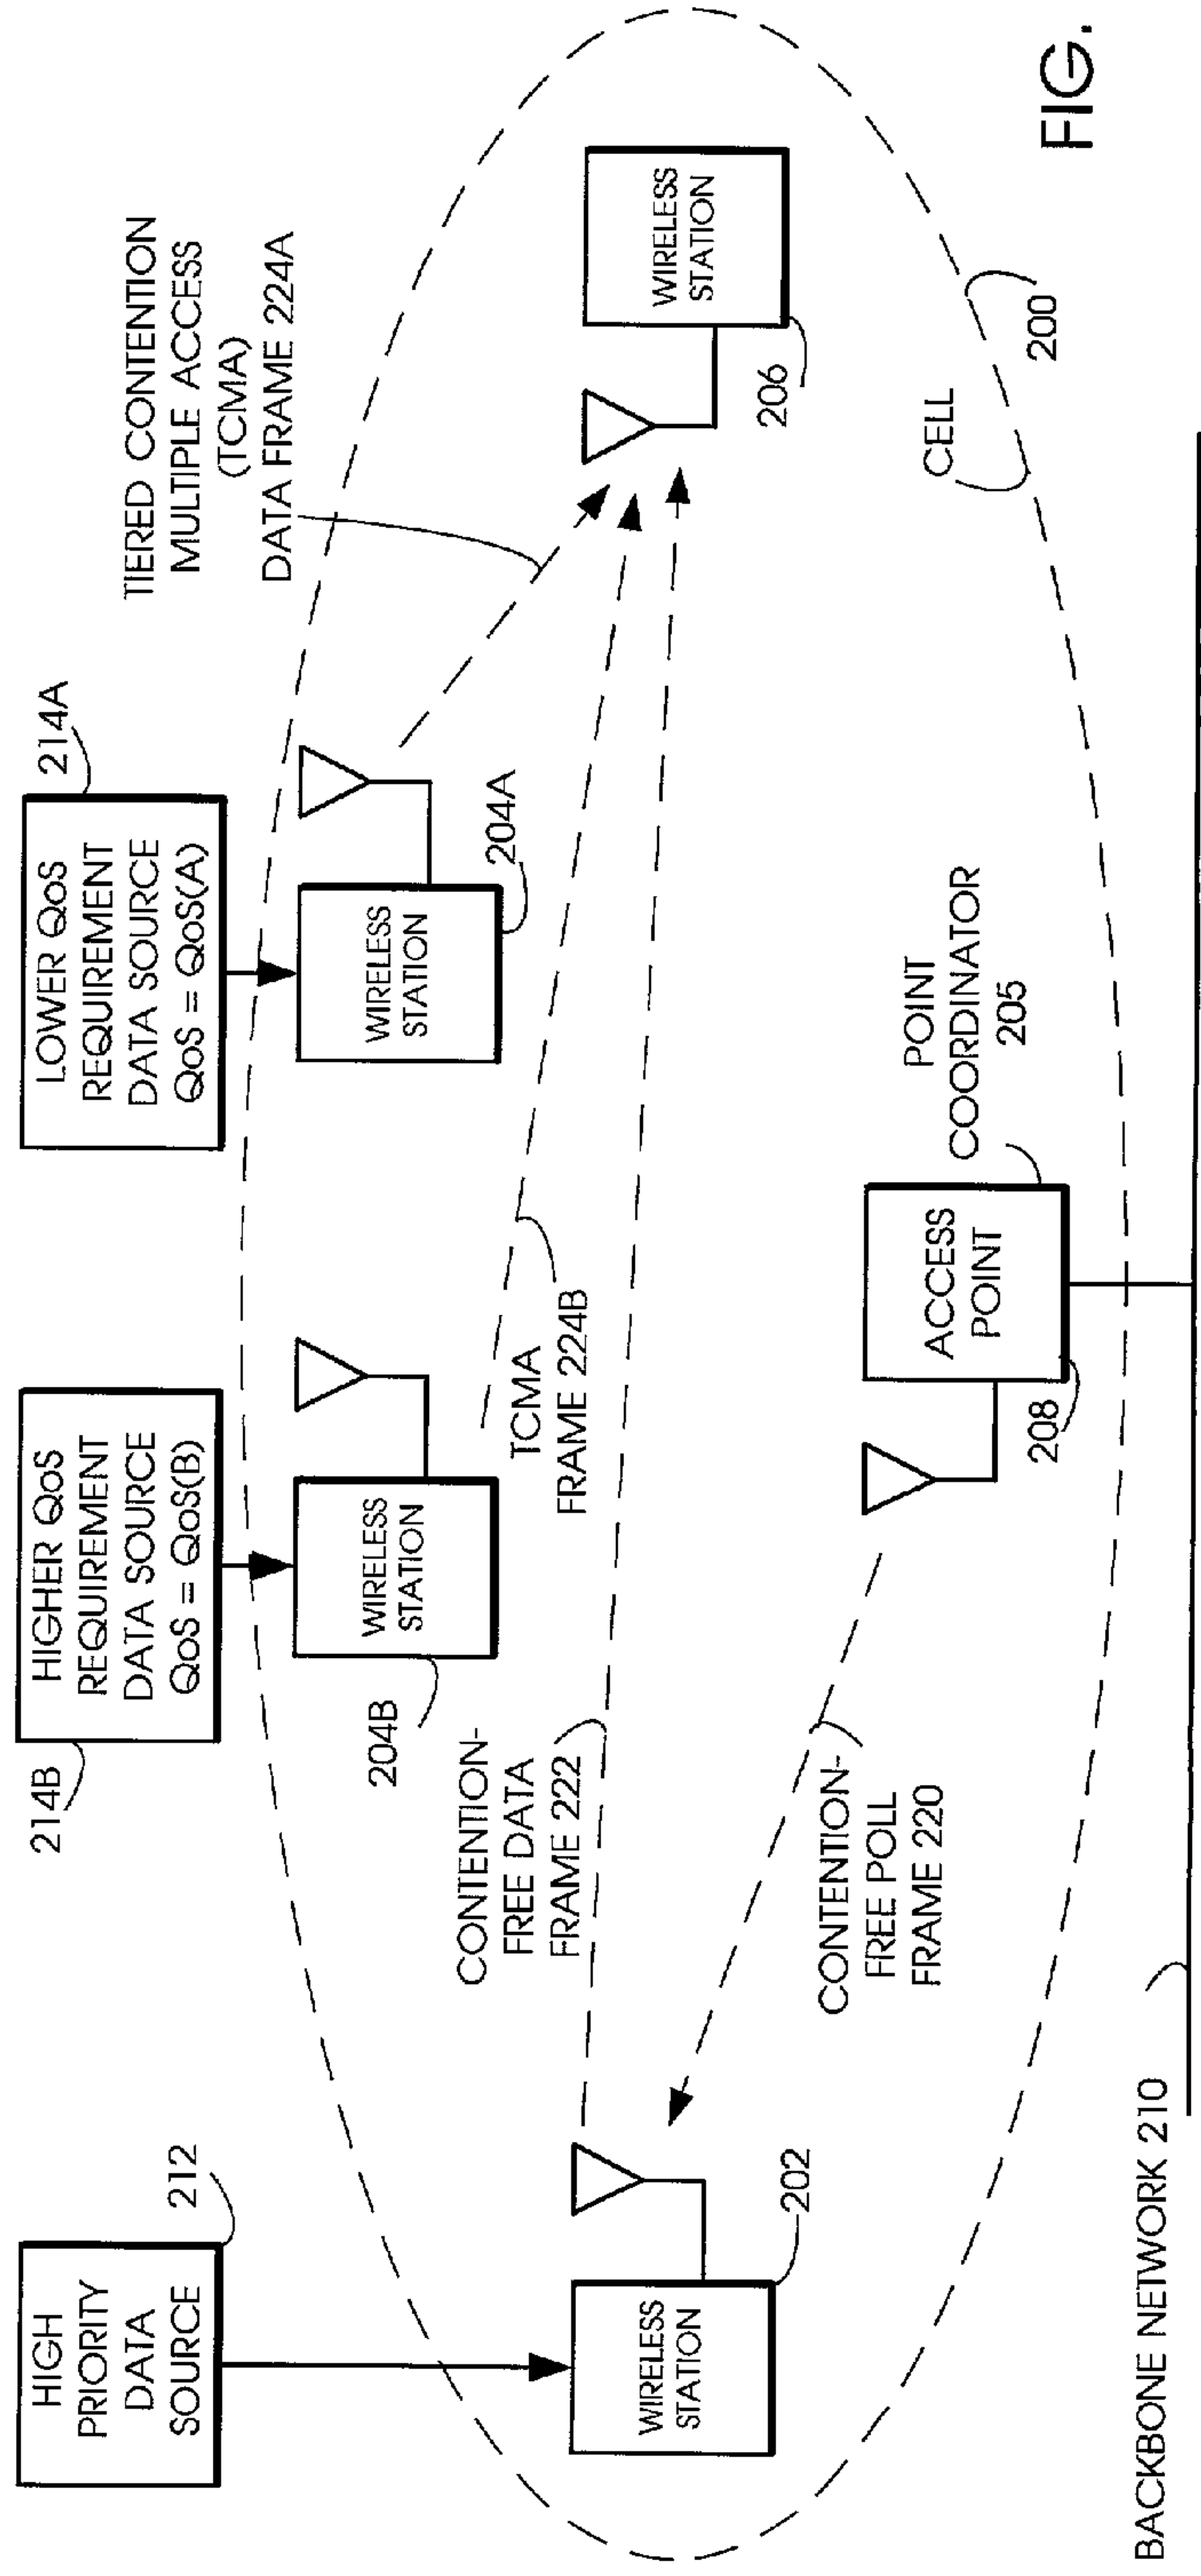 HIGH
PRIORITY
DATA
SOURCE
212
214B
HIGHER QoS
REQUIREMENT
DATA SOURCE
QoS = QoS(B)
LOWER QoS
REQUIREMENT
DATA SOURCE
QoS = QoS(A)
214A
TIERED CONTENTION
MULTIPLE ACCESS
(TCMA)
DATA FRAME 224A
WIRELESS
STATION
204B
WIRELESS
STATION
204A
CONTENTION-
FREE DATA
FRAME 222
TCMA
FRAME 224B
WIRELESS
STATION
202
WIRELESS
STATION
206
CONTENTION-
FREE POLL
FRAME 220
ACCESS
POINT
208
POINT
COORDINATOR
205
CELL
200
BACKBONE NETWORK 210
FIG.